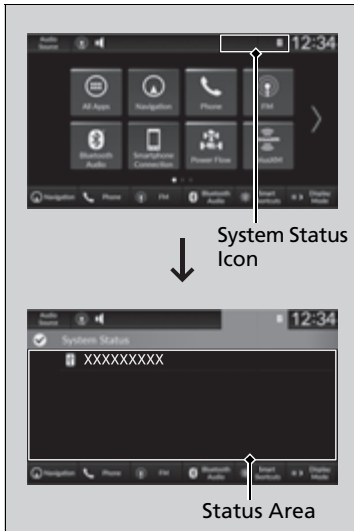 Audio Source
12:34
All Apps
Navigation
Phone
FM
Bluetooth Audio
Smartphone Connection
Power Flow
SiriusXM
Navigation Phone FM Bluetooth Audio Smart Shortcuts Display Mode
System Status
Icon
Audio Source
12:34
System Status
XXXXXXXXX
Navigation Phone FM Bluetooth Audio Smart Shortcuts Display Mode
Status Area